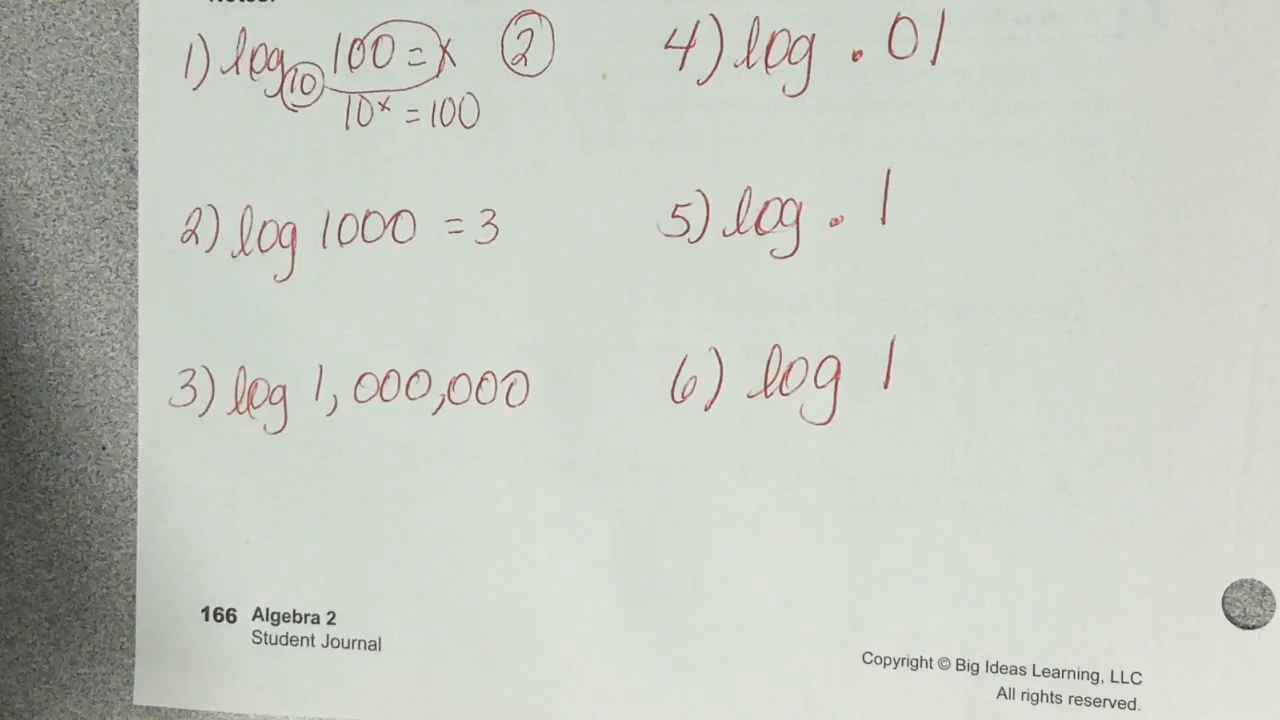 1) log₁₀ 100 = x 2
10ˣ = 100
2) log 1000 = 3
3) log 1,000,000
4) log .01
5) log .1
6) log 1
166 Algebra 2
Student Journal
Copyright © Big Ideas Learning, LLC
All rights reserved.